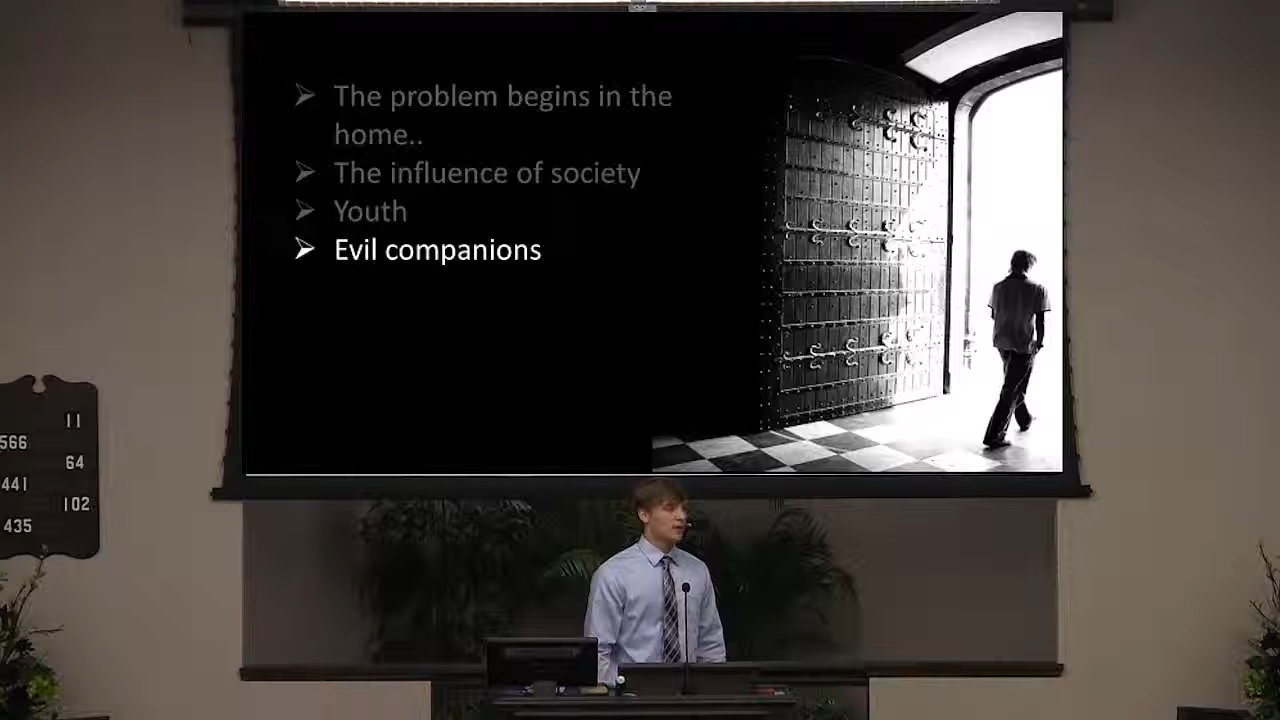 ➢ The problem begins in the
home..
➢ The influence of society
➢ Youth
➢ Evil companions
11
566
64
441
102
435